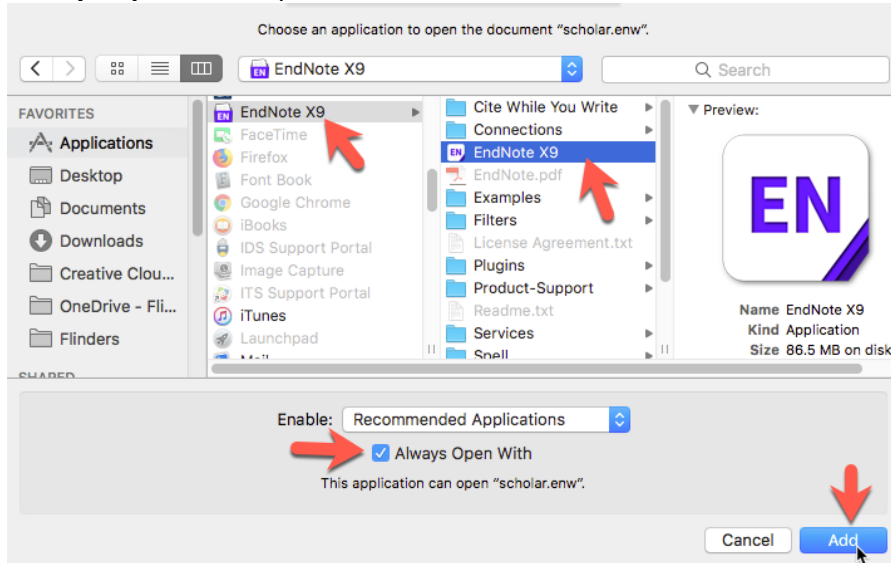 Choose an application to open the document “scholar.enw”.
EndNote X9
Search
FAVORITES
Applications
Desktop
Documents
Downloads
Creative Clou...
OneDrive - Fli...
Flinders
SHARED
EndNote X9
FaceTime
Firefox
Font Book
Google Chrome
iBooks
IDS Support Portal
Image Capture
ITS Support Portal
iTunes
Launchpad
Mail
Cite While You Write
Connections
EndNote X9
EndNote.pdf
Examples
Filters
License Agreement.txt
Plugins
Product-Support
Readme.txt
Services
Spell
Preview:
EN
Name EndNote X9
Kind Application
Size 86.5 MB on disk
Enable: Recommended Applications
Always Open With
This application can open “scholar.enw”.
Cancel
Add